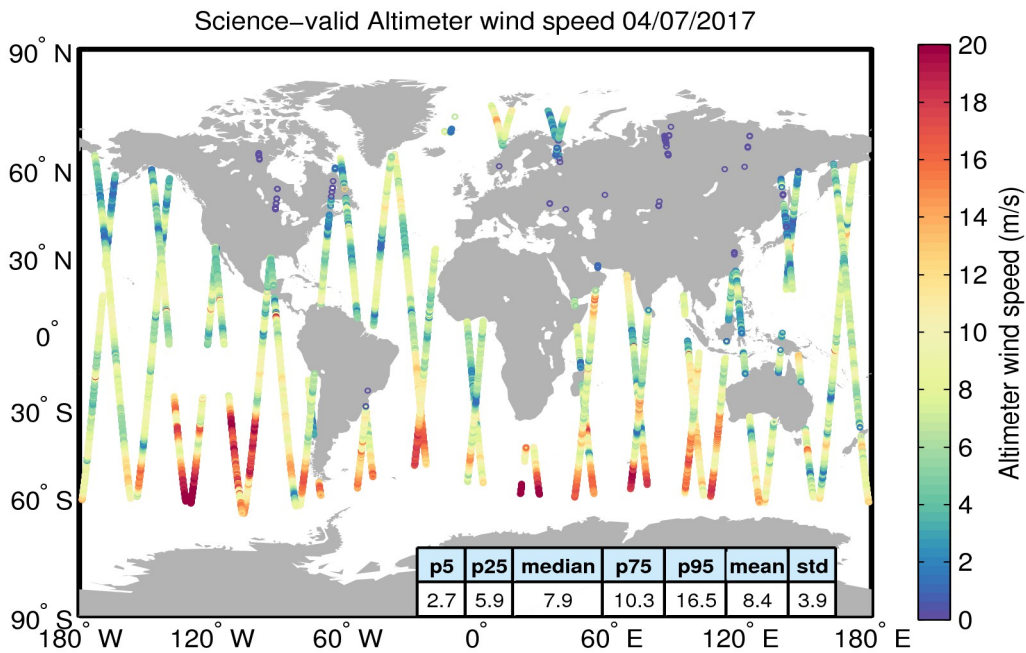 Science−valid Altimeter wind speed 04/07/2017
90° N
60° N
30° N
0°
30° S
60° S
90° S
180° W
120° W
60° W
0°
60° E
120° E
180° E
p5 p25 median p75 p95 mean std
2.7 5.9 7.9 10.3 16.5 8.4 3.9
20
18
16
14
12
10
8
6
4
2
0
Altimeter wind speed (m/s)